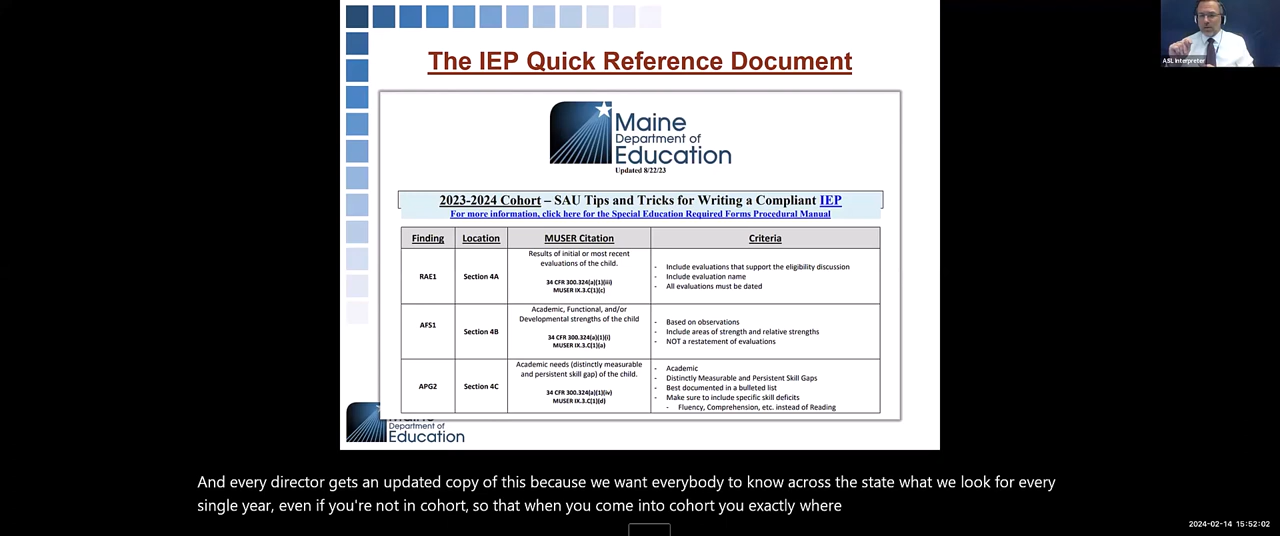 The IEP Quick Reference Document
Maine
Department of
Education
Updated 8/22/23
2023-2024 Cohort – SAU Tips and Tricks for Writing a Compliant IEP
For more information, click here for the Special Education Required Forms Procedural Manual
Finding Location MUSER Citation Criteria
RAE1
Section 4A
Results of initial or most recent
evaluations of the child.
34 CFR 300.324(a)(1)(iii)
MUSER IX.3.C(1)(c)
- Include evaluations that support the eligibility discussion
- Include evaluation name
- All evaluations must be dated
AFS1
Section 4B
Academic, Functional, and/or
Developmental strengths of the child
34 CFR 300.324(a)(1)(i)
MUSER IX.3.C(1)(a)
- Based on observations
- Include areas of strength and relative strengths
- NOT a restatement of evaluations
APG2
Section 4C
Academic needs (distinctly measurable
and persistent skill gap) of the child.
34 CFR 300.324(a)(1)(iv)
MUSER IX.3.C(1)(d)
- Academic
- Distinctly Measurable and Persistent Skill Gaps
- Best documented in a bulleted list
- Make sure to include specific skill deficits
- Fluency, Comprehension, etc. instead of Reading
Maine
Department of
Education
ASL Interpreter
And every director gets an updated copy of this because we want everybody to know across the state what we look for every
single year, even if you're not in cohort, so that when you come into cohort you exactly where
2024-02-14 15:52:02